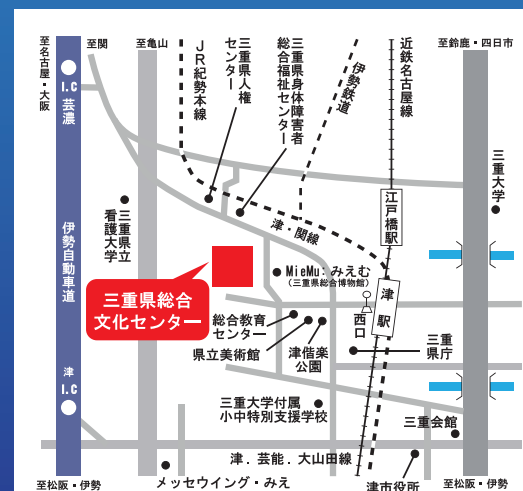 至名古屋・大阪
至関
至亀山
至鈴鹿・四日市
I.C
芸濃
JR紀勢本線
三重県人権
センター
三重県身体障害者
総合福祉センター
伊勢鉄道
近鉄名古屋線
三重大学
江戸橋駅
三重県立
看護大学
津・関線
伊勢自動車道
MieMu:みえむ
(三重県総合博物館)
三重県総合
文化センター
津駅
西口
総合教育
センター
県立美術館
津偕楽
公園
三重
県庁
津
I.C
三重大学付属
小中特別支援学校
三重会館
津.芸能.大山田線
至松阪・伊勢
メッセウイング・みえ
津市役所
至松阪・伊勢